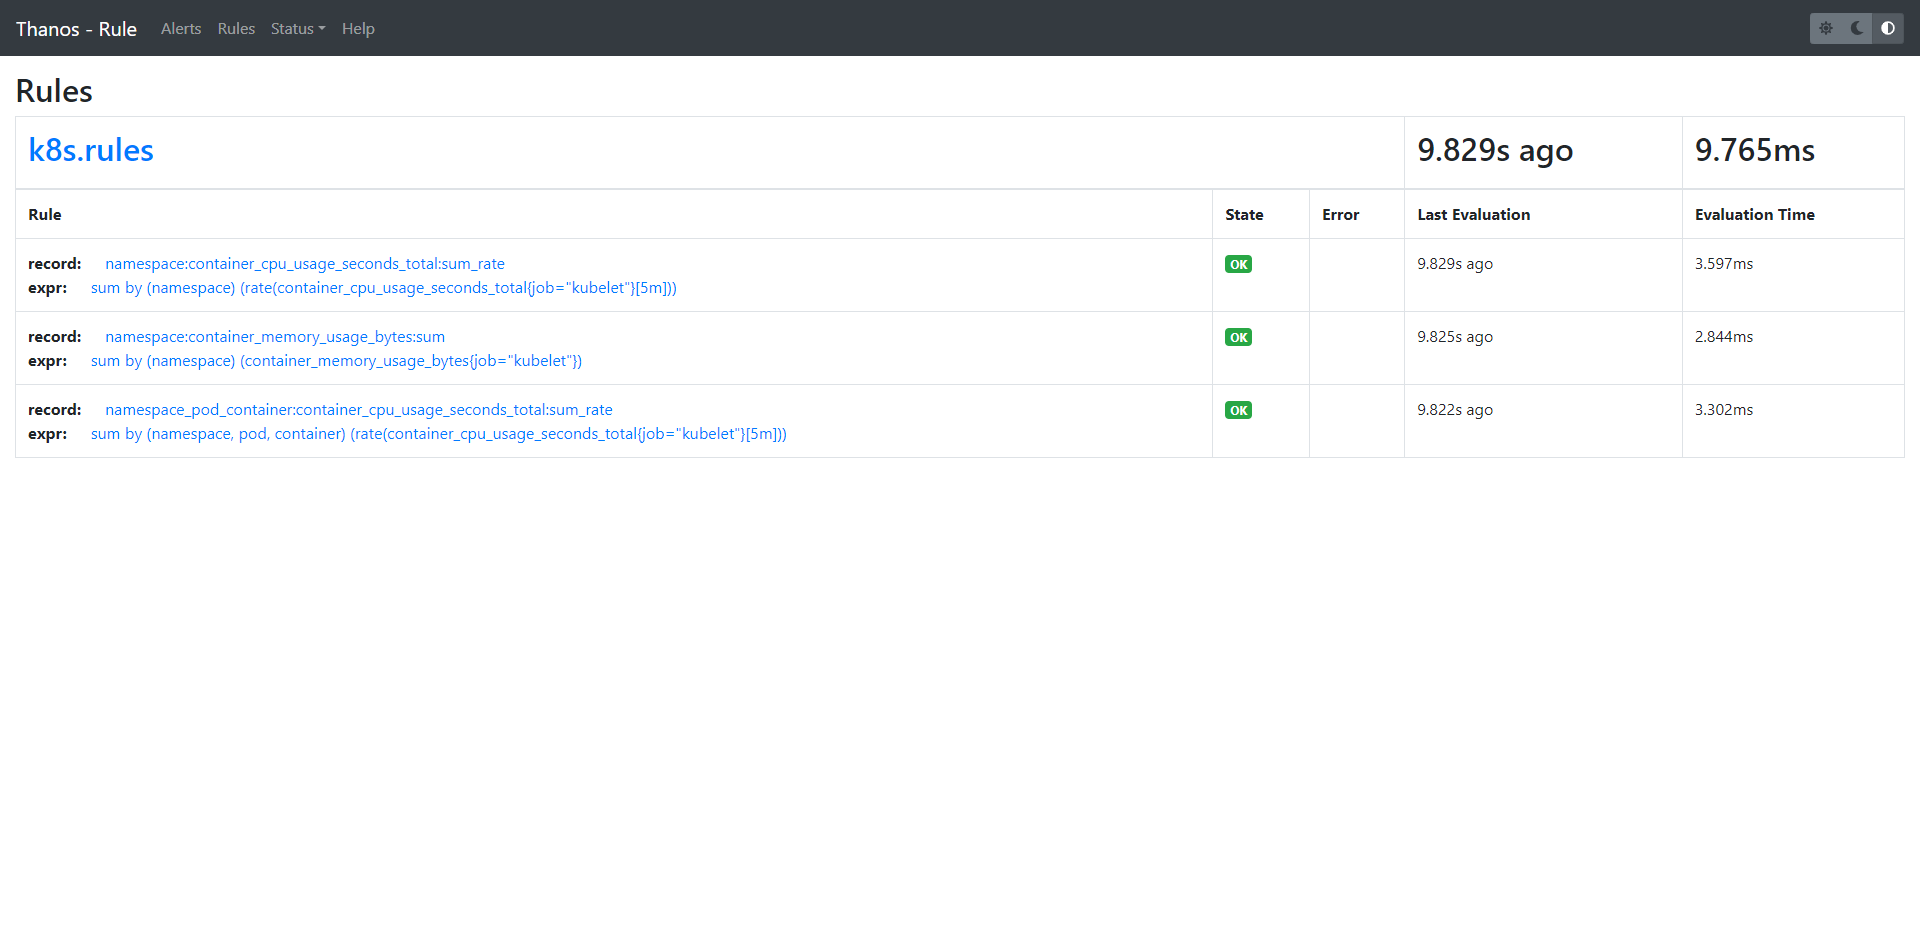 Thanos - Rule Alerts Rules Status Help
Rules
k8s.rules 9.829s ago 9.765ms
Rule State Error Last Evaluation Evaluation Time
record: namespace:container_cpu_usage_seconds_total:sum_rate OK 9.829s ago 3.597ms
expr: sum by (namespace) (rate(container_cpu_usage_seconds_total{job="kubelet"}[5m]))
record: namespace:container_memory_usage_bytes:sum OK 9.825s ago 2.844ms
expr: sum by (namespace) (container_memory_usage_bytes{job="kubelet"})
record: namespace_pod_container:container_cpu_usage_seconds_total:sum_rate OK 9.822s ago 3.302ms
expr: sum by (namespace, pod, container) (rate(container_cpu_usage_seconds_total{job="kubelet"}[5m]))